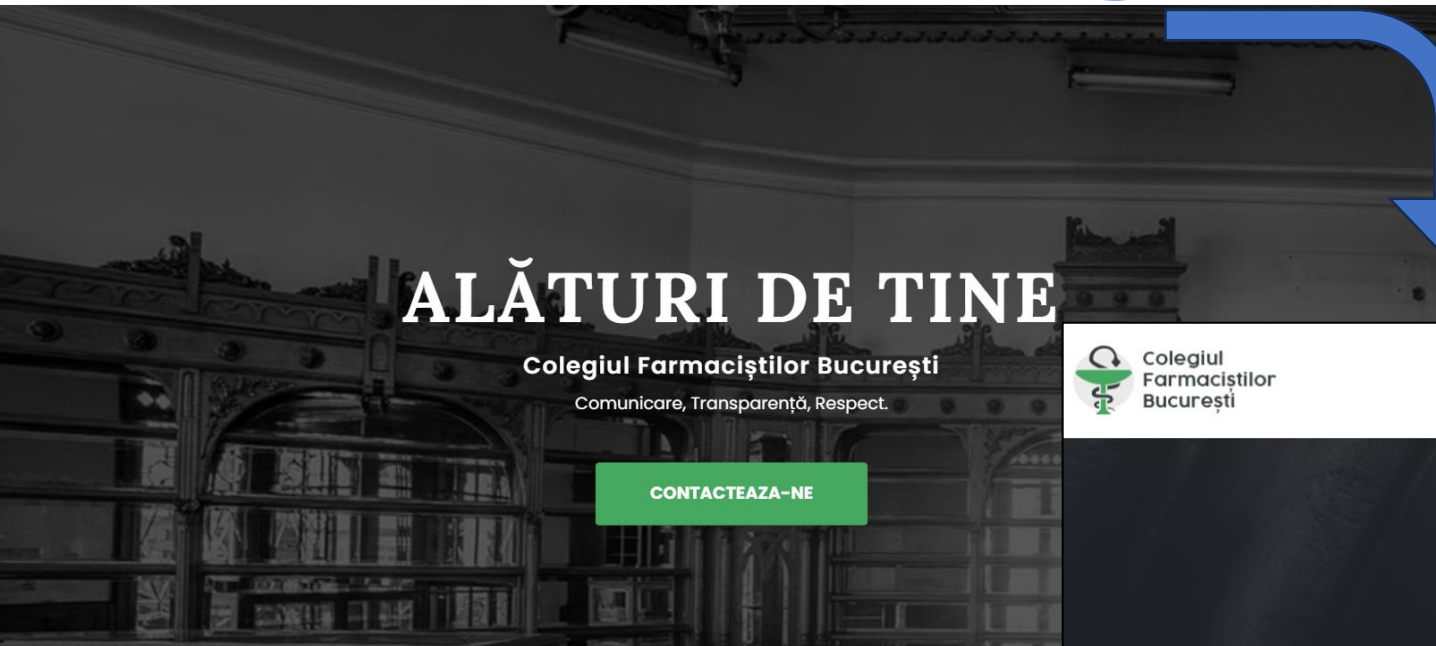 ALĂTURI DE TINE
Colegiul Farmaciștilor București
Comunicare, Transparență, Respect.
CONTACTEAZA-NE
Colegiul
Farmaciștilor
București